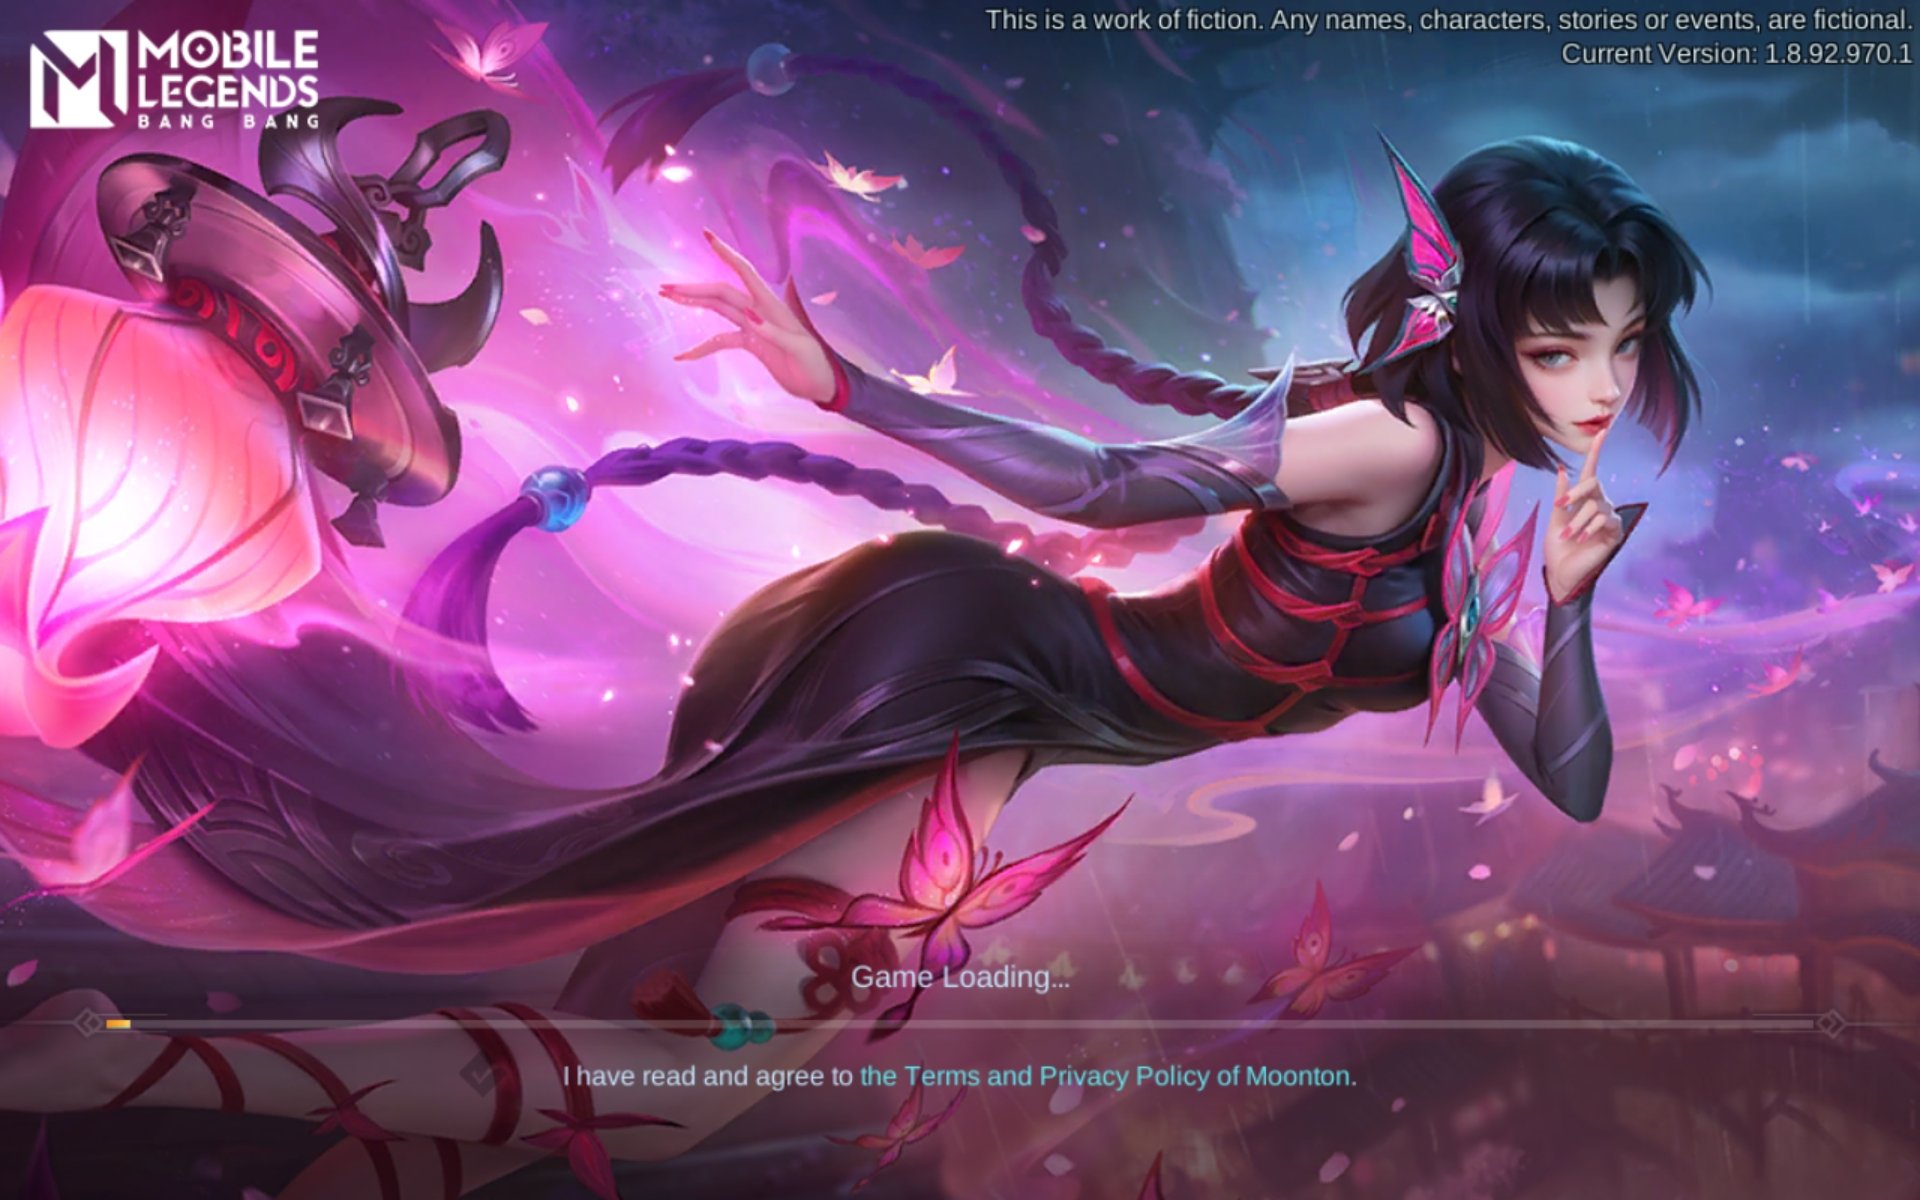 MOBILE
LEGENDS
BANG BANG
This is a work of fiction. Any names, characters, stories or events, are fictional.
Current Version: 1.8.92.970.1
Game Loading...
I have read and agree to the Terms and Privacy Policy of Moonton.